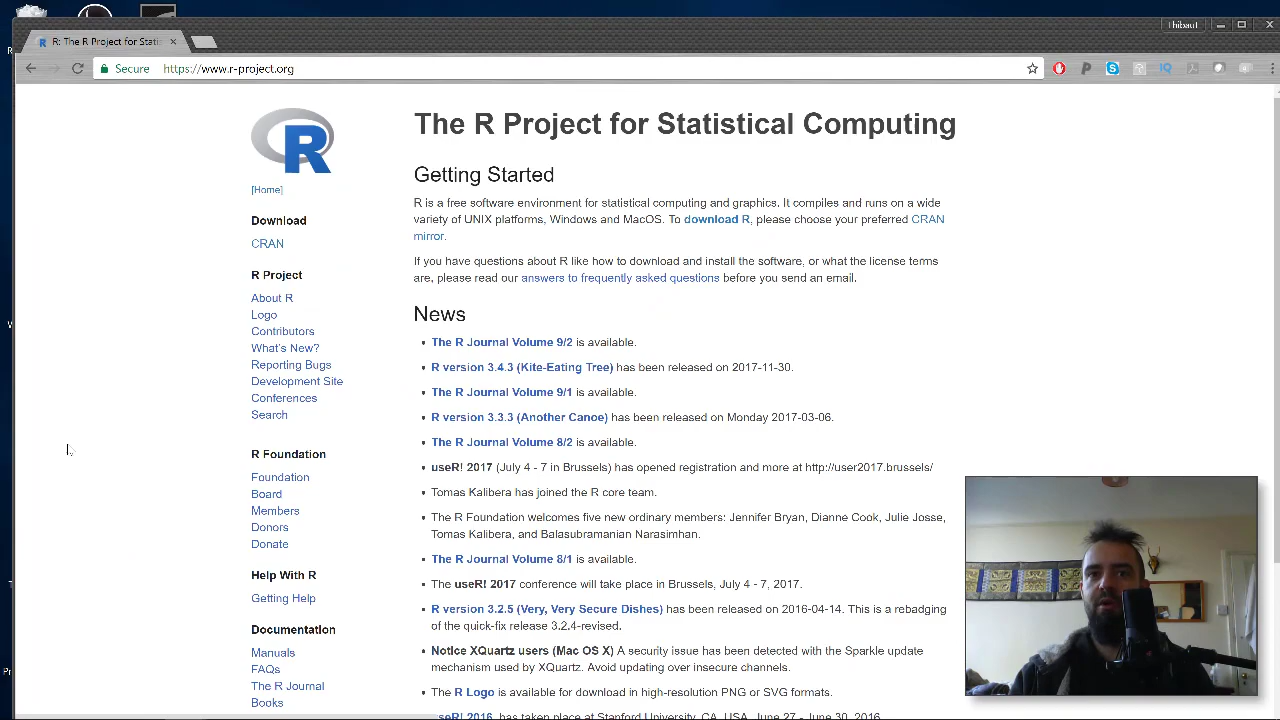 Thibaut
R: The R Project for Statis
Secure https://www.r-project.org
R
[Home]
Download
CRAN
R Project
About R
Logo
Contributors
What's New?
Reporting Bugs
Development Site
Conferences
Search
R Foundation
Foundation
Board
Members
Donors
Donate
Help With R
Getting Help
Documentation
Manuals
FAQs
The R Journal
Books
The R Project for Statistical Computing
Getting Started
R is a free software environment for statistical computing and graphics. It compiles and runs on a wide
variety of UNIX platforms, Windows and MacOS. To download R, please choose your preferred CRAN
mirror.
If you have questions about R like how to download and install the software, or what the license terms
are, please read our answers to frequently asked questions before you send an email.
News
• The R Journal Volume 9/2 is available.
• R version 3.4.3 (Kite-Eating Tree) has been released on 2017-11-30.
• The R Journal Volume 9/1 is available.
• R version 3.3.3 (Another Canoe) has been released on Monday 2017-03-06.
• The R Journal Volume 8/2 is available.
• useR! 2017 (July 4 - 7 in Brussels) has opened registration and more at http://user2017.brussels/
• Tomas Kalibera has joined the R core team.
• The R Foundation welcomes five new ordinary members: Jennifer Bryan, Dianne Cook, Julie Josse,
Tomas Kalibera, and Balasubramanian Narasimhan.
• The R Journal Volume 8/1 is available.
• The useR! 2017 conference will take place in Brussels, July 4 - 7, 2017.
• R version 3.2.5 (Very, Very Secure Dishes) has been released on 2016-04-14. This is a rebadging
of the quick-fix release 3.2.4-revised.
• Notice XQuartz users (Mac OS X) A security issue has been detected with the Sparkle update
mechanism used by XQuartz. Avoid updating over insecure channels.
• The R Logo is available for download in high-resolution PNG or SVG formats.
useR! 2016, has taken place at Stanford University, CA, USA, June 27 - June 30, 2016